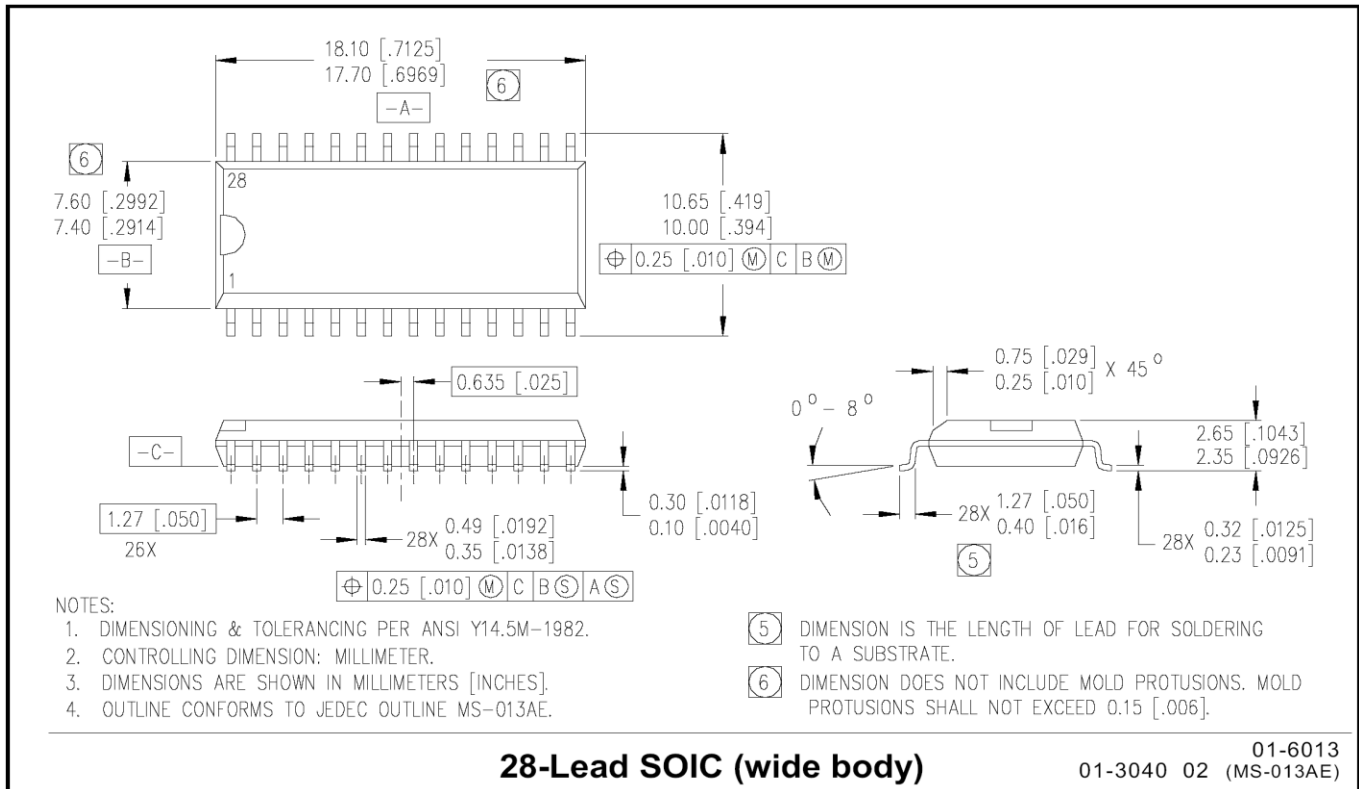 18.10 [.7125]
17.70 [.6969]
6
-A-
6
28
7.60 [.2992]
7.40 [.2914]
-B-
1
10.65 [.419]
10.00 [.394]
⌖ 0.25 [.010] Ⓜ C B Ⓜ
0.635 [.025]
-C-
1.27 [.050]
26X
28X 0.49 [.0192]
0.35 [.0138]
0.30 [.0118]
0.10 [.0040]
⌖ 0.25 [.010] Ⓜ C B Ⓢ A Ⓢ
0.75 [.029]
0.25 [.010]
X 45°
0° – 8°
2.65 [.1043]
2.35 [.0926]
28X 1.27 [.050]
0.40 [.016]
5
28X 0.32 [.0125]
0.23 [.0091]
NOTES:
1. DIMENSIONING & TOLERANCING PER ANSI Y14.5M-1982.
2. CONTROLLING DIMENSION: MILLIMETER.
3. DIMENSIONS ARE SHOWN IN MILLIMETERS [INCHES].
4. OUTLINE CONFORMS TO JEDEC OUTLINE MS-013AE.
5 DIMENSION IS THE LENGTH OF LEAD FOR SOLDERING
TO A SUBSTRATE.
6 DIMENSION DOES NOT INCLUDE MOLD PROTUSIONS. MOLD
PROTUSIONS SHALL NOT EXCEED 0.15 [.006].
28-Lead SOIC (wide body)
01-6013
01-3040 02 (MS-013AE)